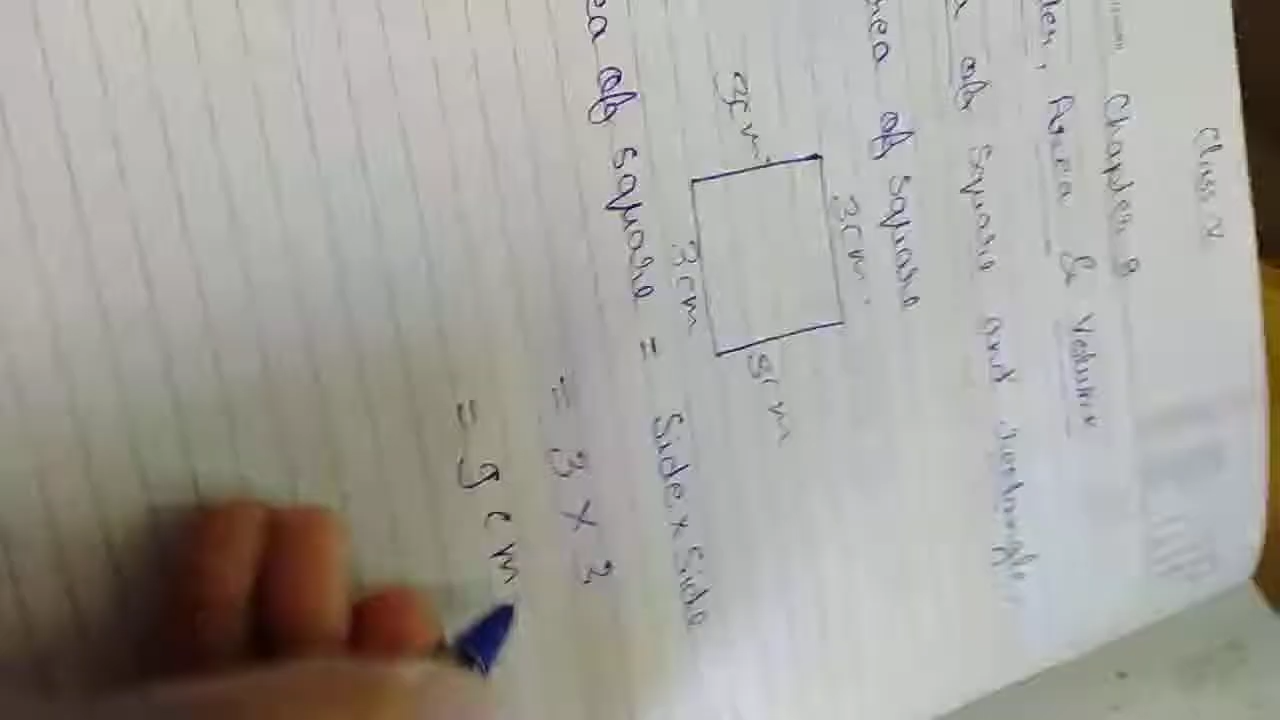 Class V
Chapter 8
Area & Volume
of square and rectangle
Area of square
3cm
3cm
3cm
3cm
of square = Side x Side
= 3 x 3
= 9 cm